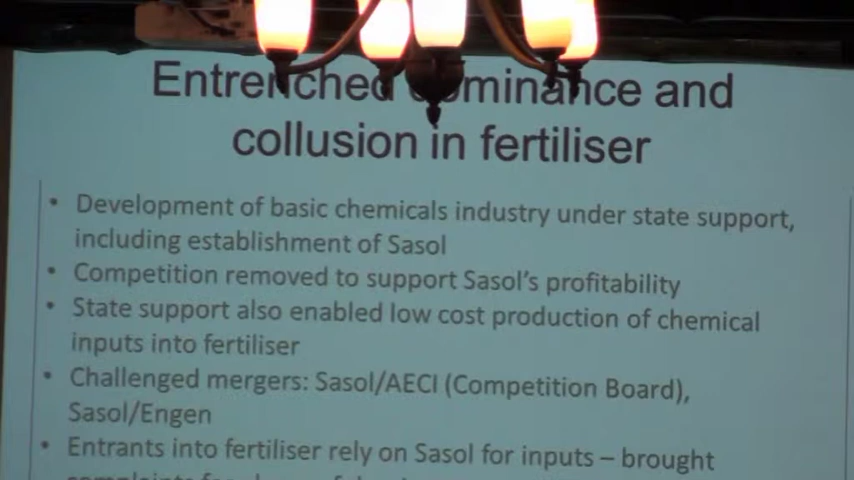 Entrenched dominance and
collusion in fertiliser
• Development of basic chemicals industry under state support,
including establishment of Sasol
• Competition removed to support Sasol's profitability
• State support also enabled low cost production of chemical
inputs into fertiliser
• Challenged mergers: Sasol/AECI (Competition Board),
Sasol/Engen
• Entrants into fertiliser rely on Sasol for inputs – brought